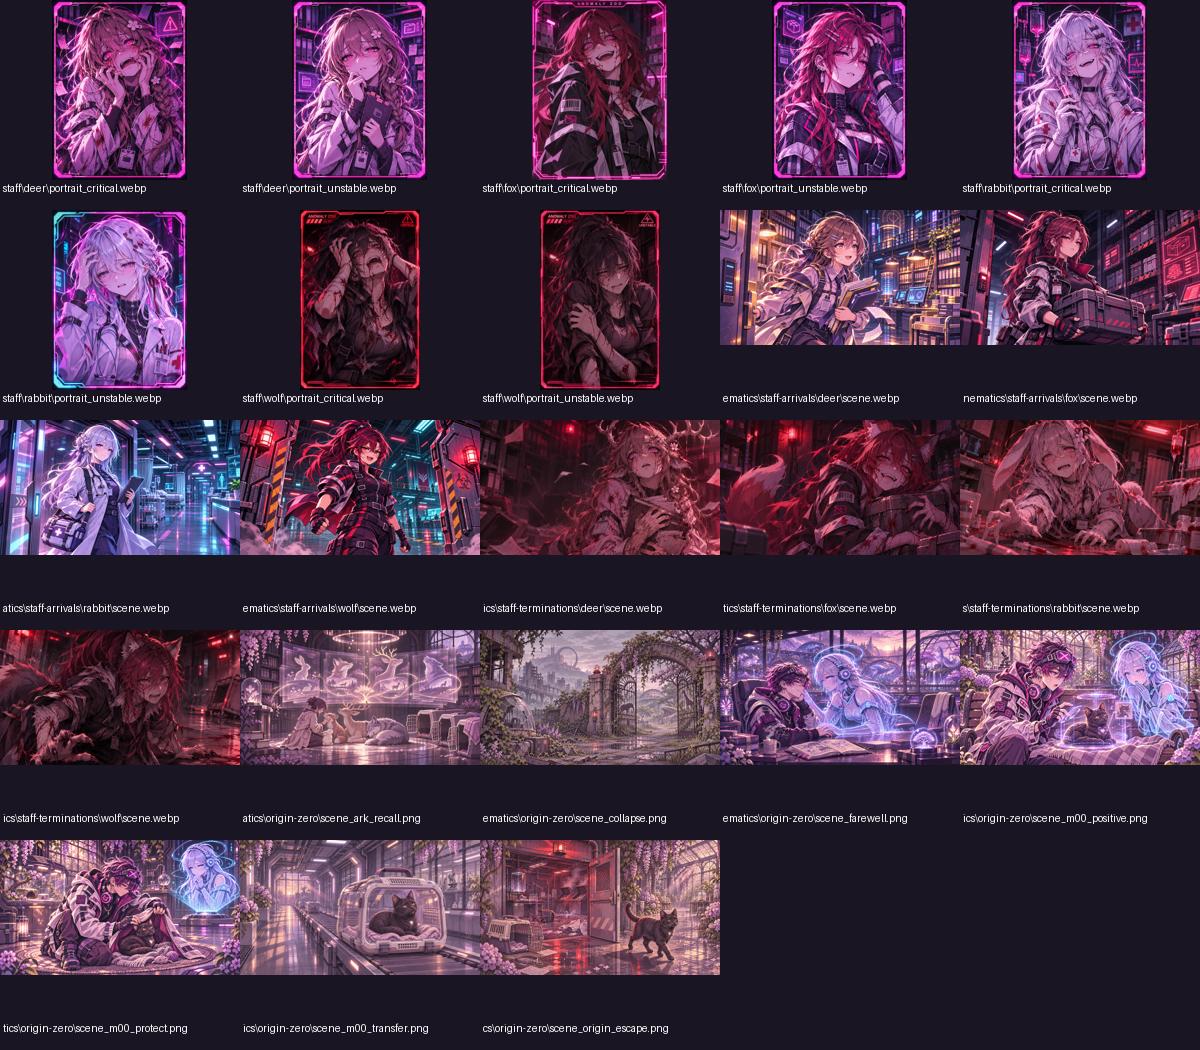 ANOMALY ZOO
staff\deer\portrait_critical.webp
staff\deer\portrait_unstable.webp
staff\fox\portrait_critical.webp
staff\fox\portrait_unstable.webp
staff\rabbit\portrait_critical.webp
ANOMALY ZOO
ANOMALY ZOO
staff\rabbit\portrait_unstable.webp
staff\wolf\portrait_critical.webp
staff\wolf\portrait_unstable.webp
ematics\staff-arrivals\deer\scene.webp
nematics\staff-arrivals\fox\scene.webp
atics\staff-arrivals\rabbit\scene.webp
ematics\staff-arrivals\wolf\scene.webp
ics\staff-terminations\deer\scene.webp
tics\staff-terminations\fox\scene.webp
s\staff-terminations\rabbit\scene.webp
ics\staff-terminations\wolf\scene.webp
atics\origin-zero\scene_ark_recall.png
ematics\origin-zero\scene_collapse.png
ematics\origin-zero\scene_farewell.png
ics\origin-zero\scene_m00_positive.png
tics\origin-zero\scene_m00_protect.png
ics\origin-zero\scene_m00_transfer.png
cs\origin-zero\scene_origin_escape.png